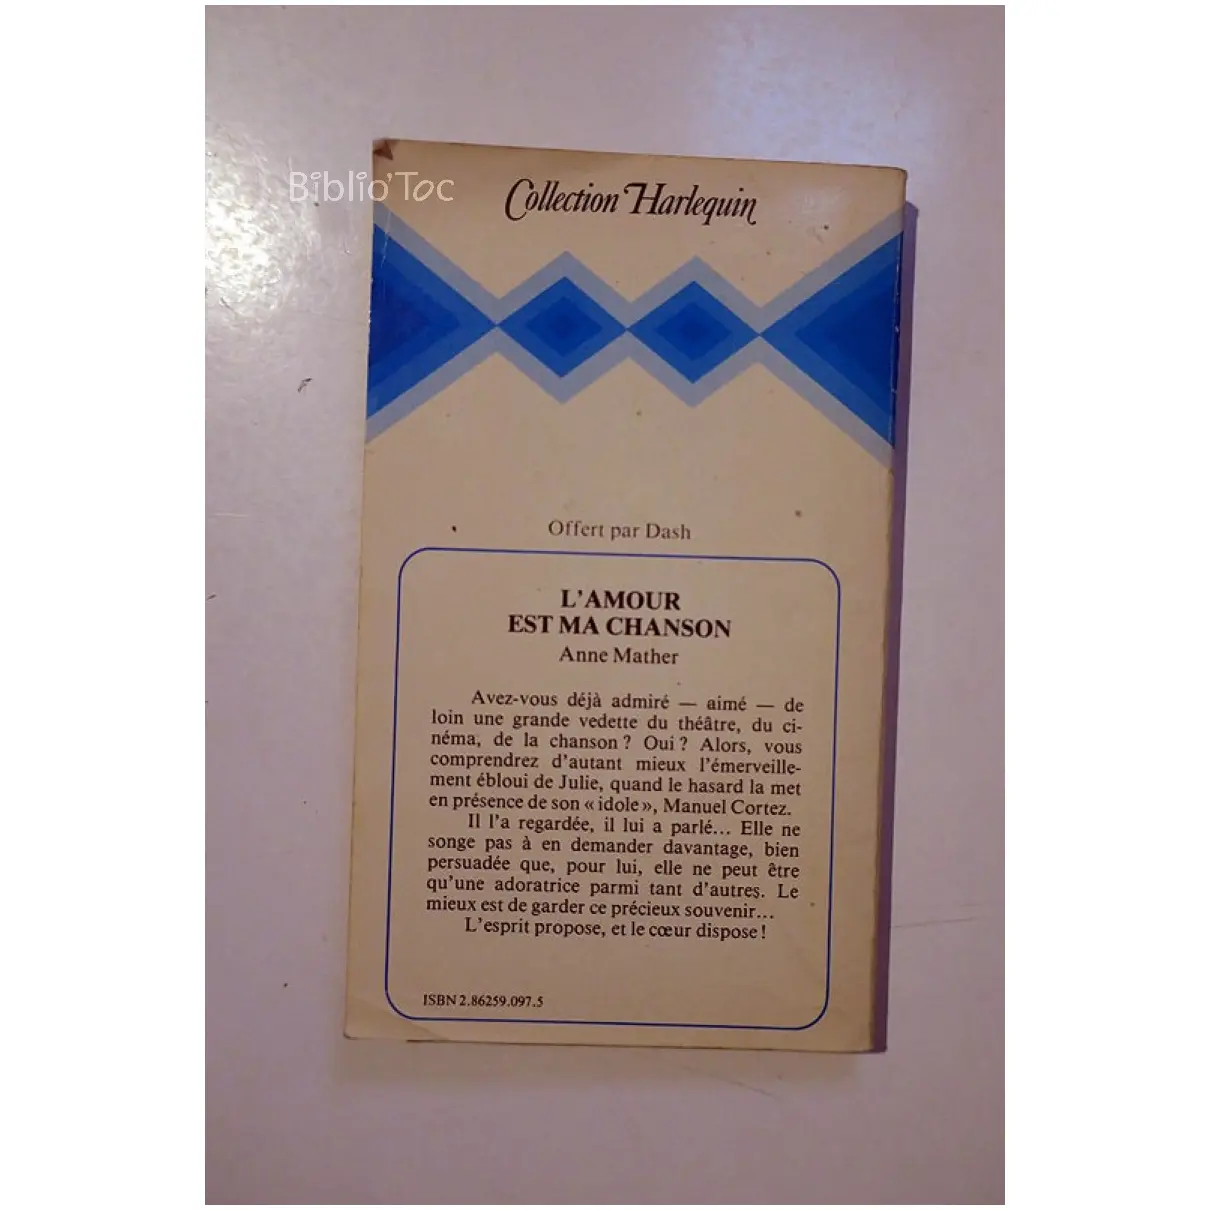 Biblio'Toc
Collection Harlequin
Offert par Dash
L'AMOUR
EST MA CHANSON
Anne Mather
Avez-vous déjà admiré — aimé — de
loin une grande vedette du théâtre, du ci-
néma, de la chanson ? Oui ? Alors, vous
comprendrez d'autant mieux l'émerveille-
ment ébloui de Julie, quand le hasard la met
en présence de son « idole », Manuel Cortez.
Il l'a regardée, il lui a parlé... Elle ne
songe pas à en demander davantage, bien
persuadée que, pour lui, elle ne peut être
qu'une adoratrice parmi tant d'autres. Le
mieux est de garder ce précieux souvenir...
L'esprit propose, et le cœur dispose !
ISBN 2.86259.097.5